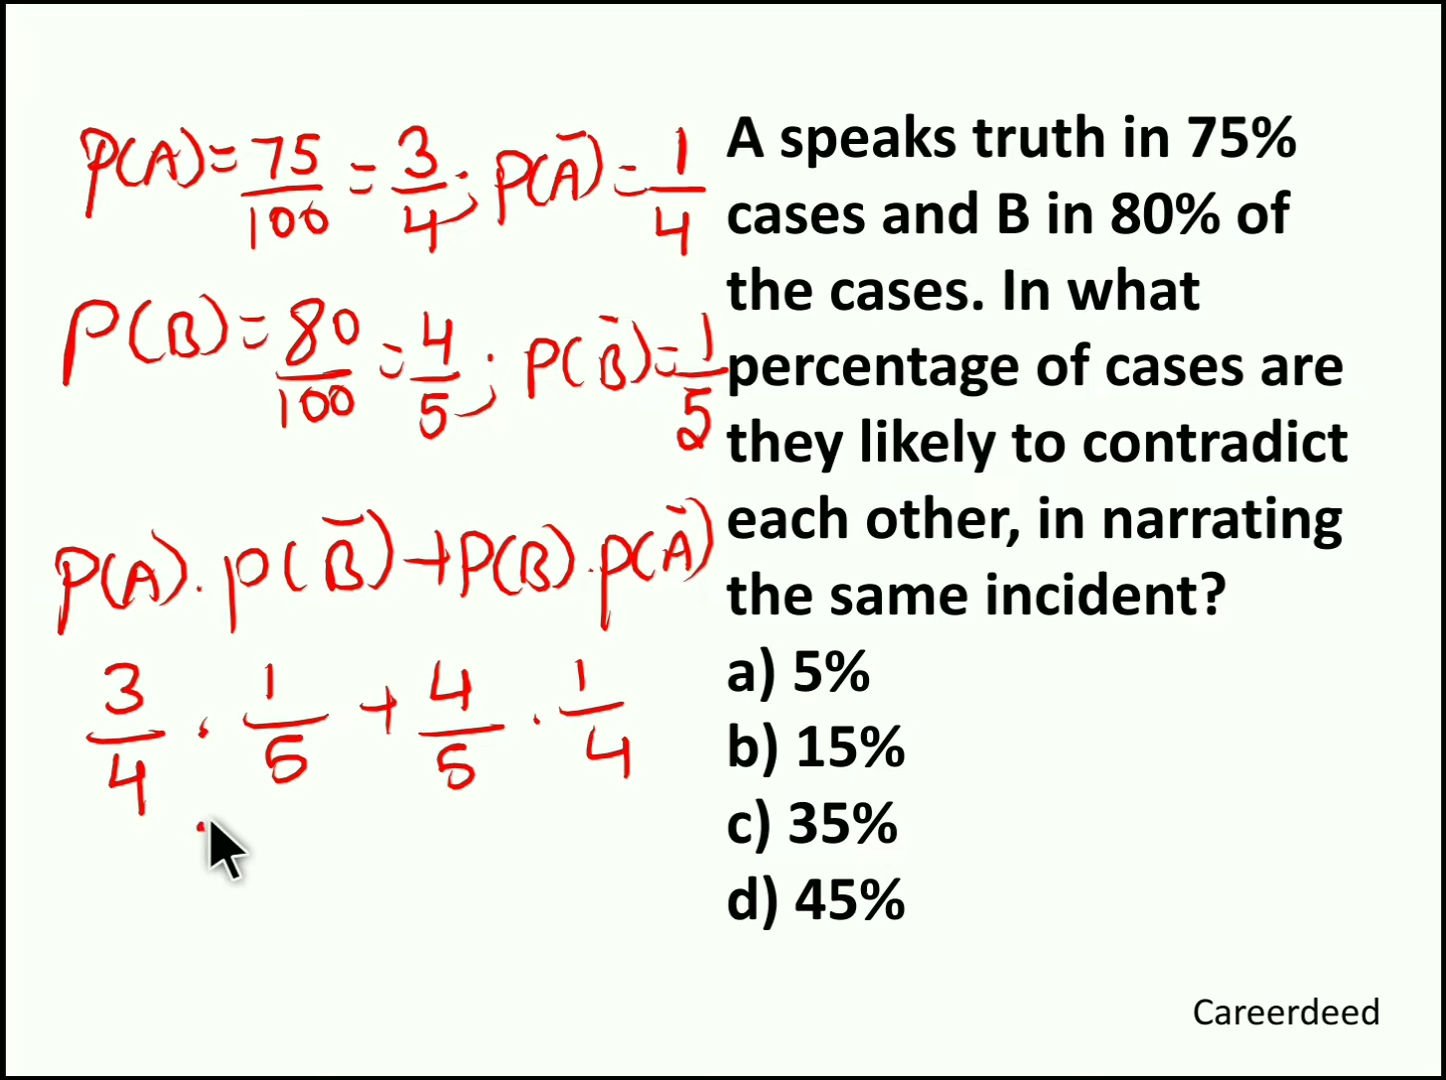 P(A) = 75/100 = 3/4 ; P(Ā) = 1/4
P(B) = 80/100 = 4/5 ; P(B̄) = 1/5
P(A) . P(B̄) + P(B) . P(Ā)
3/4 . 1/5 + 4/5 . 1/4
A speaks truth in 75%
cases and B in 80% of
the cases. In what
percentage of cases are
they likely to contradict
each other, in narrating
the same incident?
a) 5%
b) 15%
c) 35%
d) 45%
Careerdeed